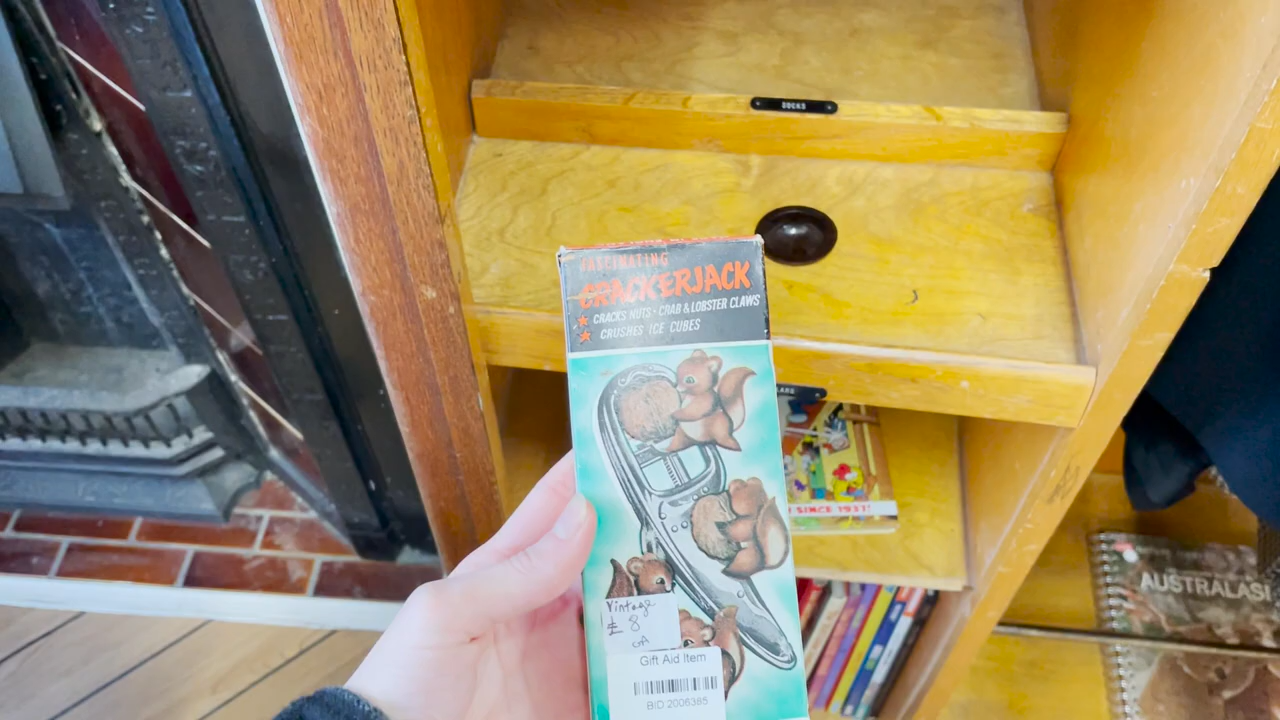 SOCKS
FASCINATING
CRACKERJACK
★ CRACKS NUTS · CRAB & LOBSTER CLAWS
★ CRUSHES ICE CUBES
SINCE 1937!
Vintage
£8
GA
Gift Aid Item
BID 2006385
AUSTRALASI